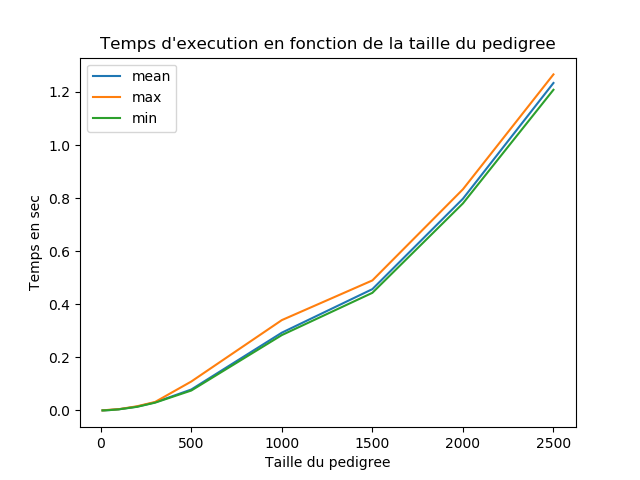 Temps d'execution en fonction de la taille du pedigree
mean
max
min
1.2
1.0
0.8
0.6
0.4
0.2
0.0
Temps en sec
0 500 1000 1500 2000 2500
Taille du pedigree